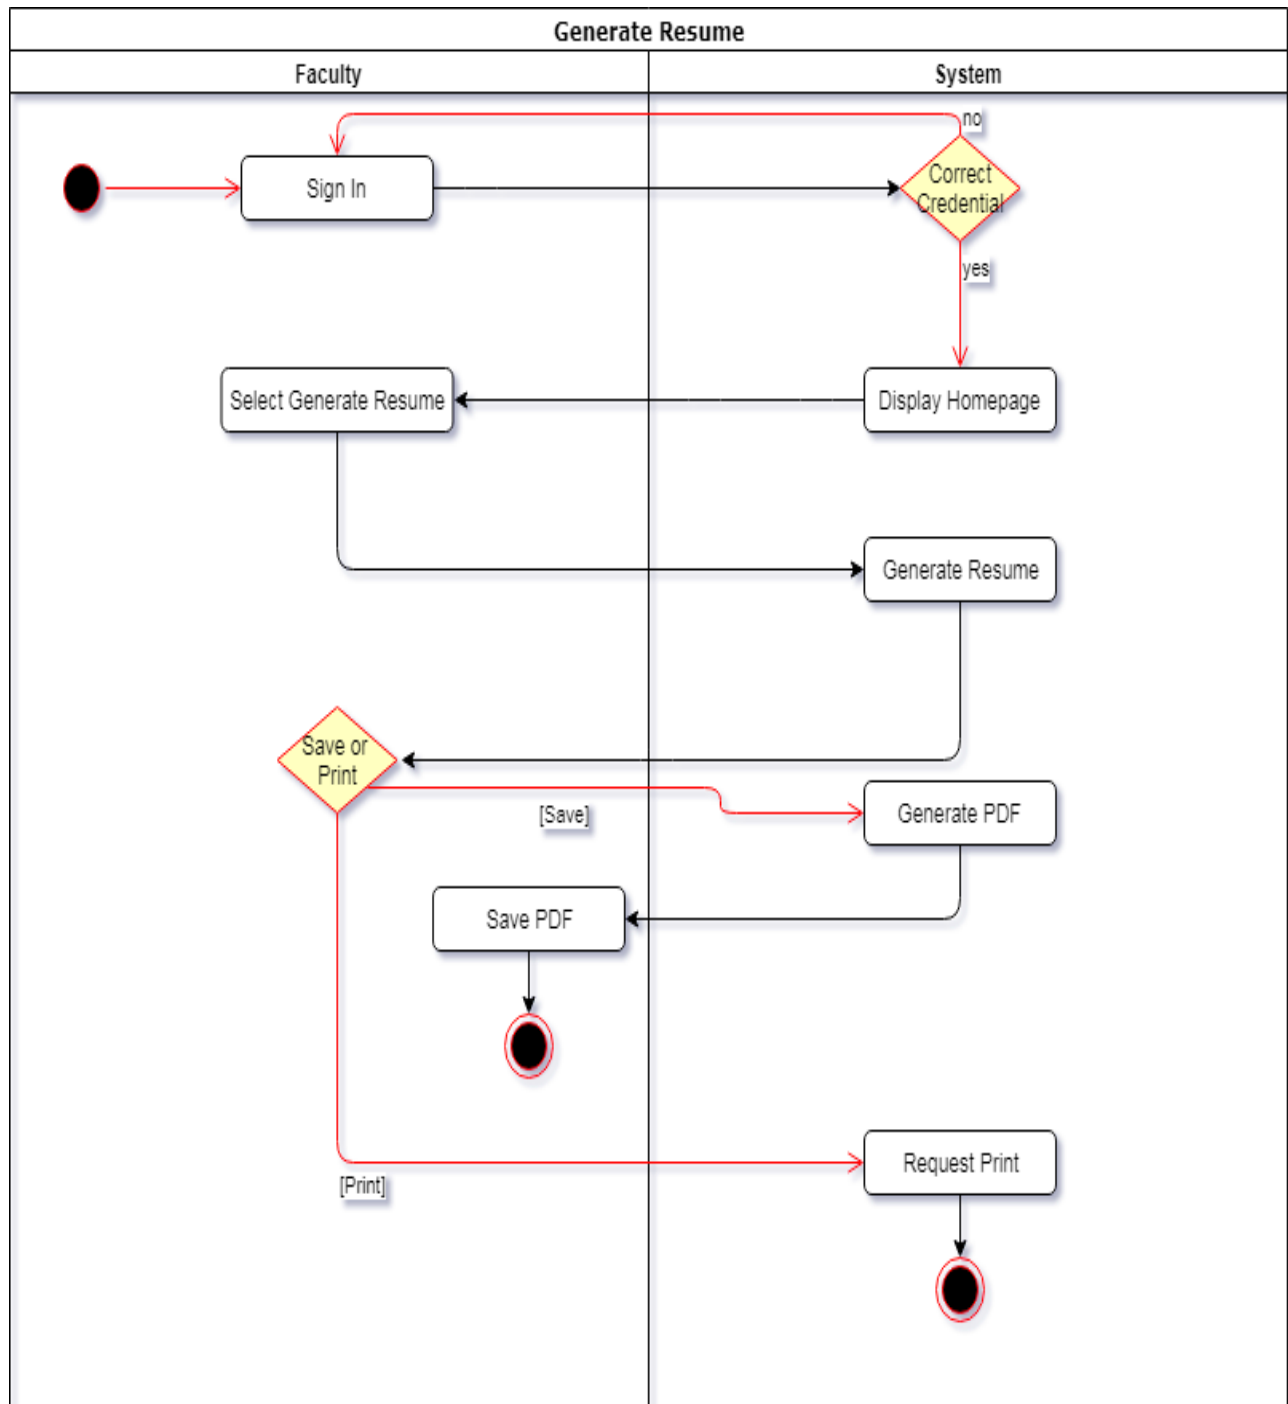 Generate Resume
Faculty
System
no
Sign In
Correct
Credential
yes
Select Generate Resume
Display Homepage
Generate Resume
Save or
Print
[Save]
Generate PDF
Save PDF
Request Print
[Print]